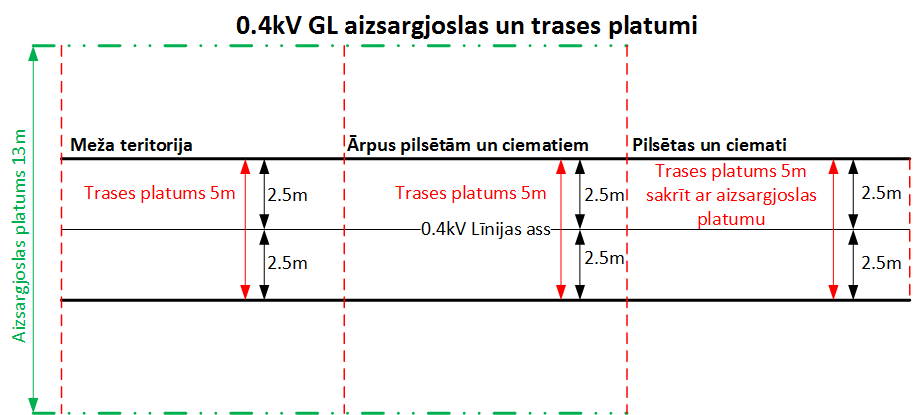 0.4kV GL aizsargjoslas un trases platumi
Aizsargjoslas platums 13m
Meža teritorija
Ārpus pilsētām un ciematiem
Pilsētas un ciemati
Trases platums 5m
2.5m
Trases platums 5m
2.5m
Trases platums 5m
sakrīt ar aizsargjoslas
platumu
2.5m
0.4kV Līnijas ass
2.5m
2.5m
2.5m